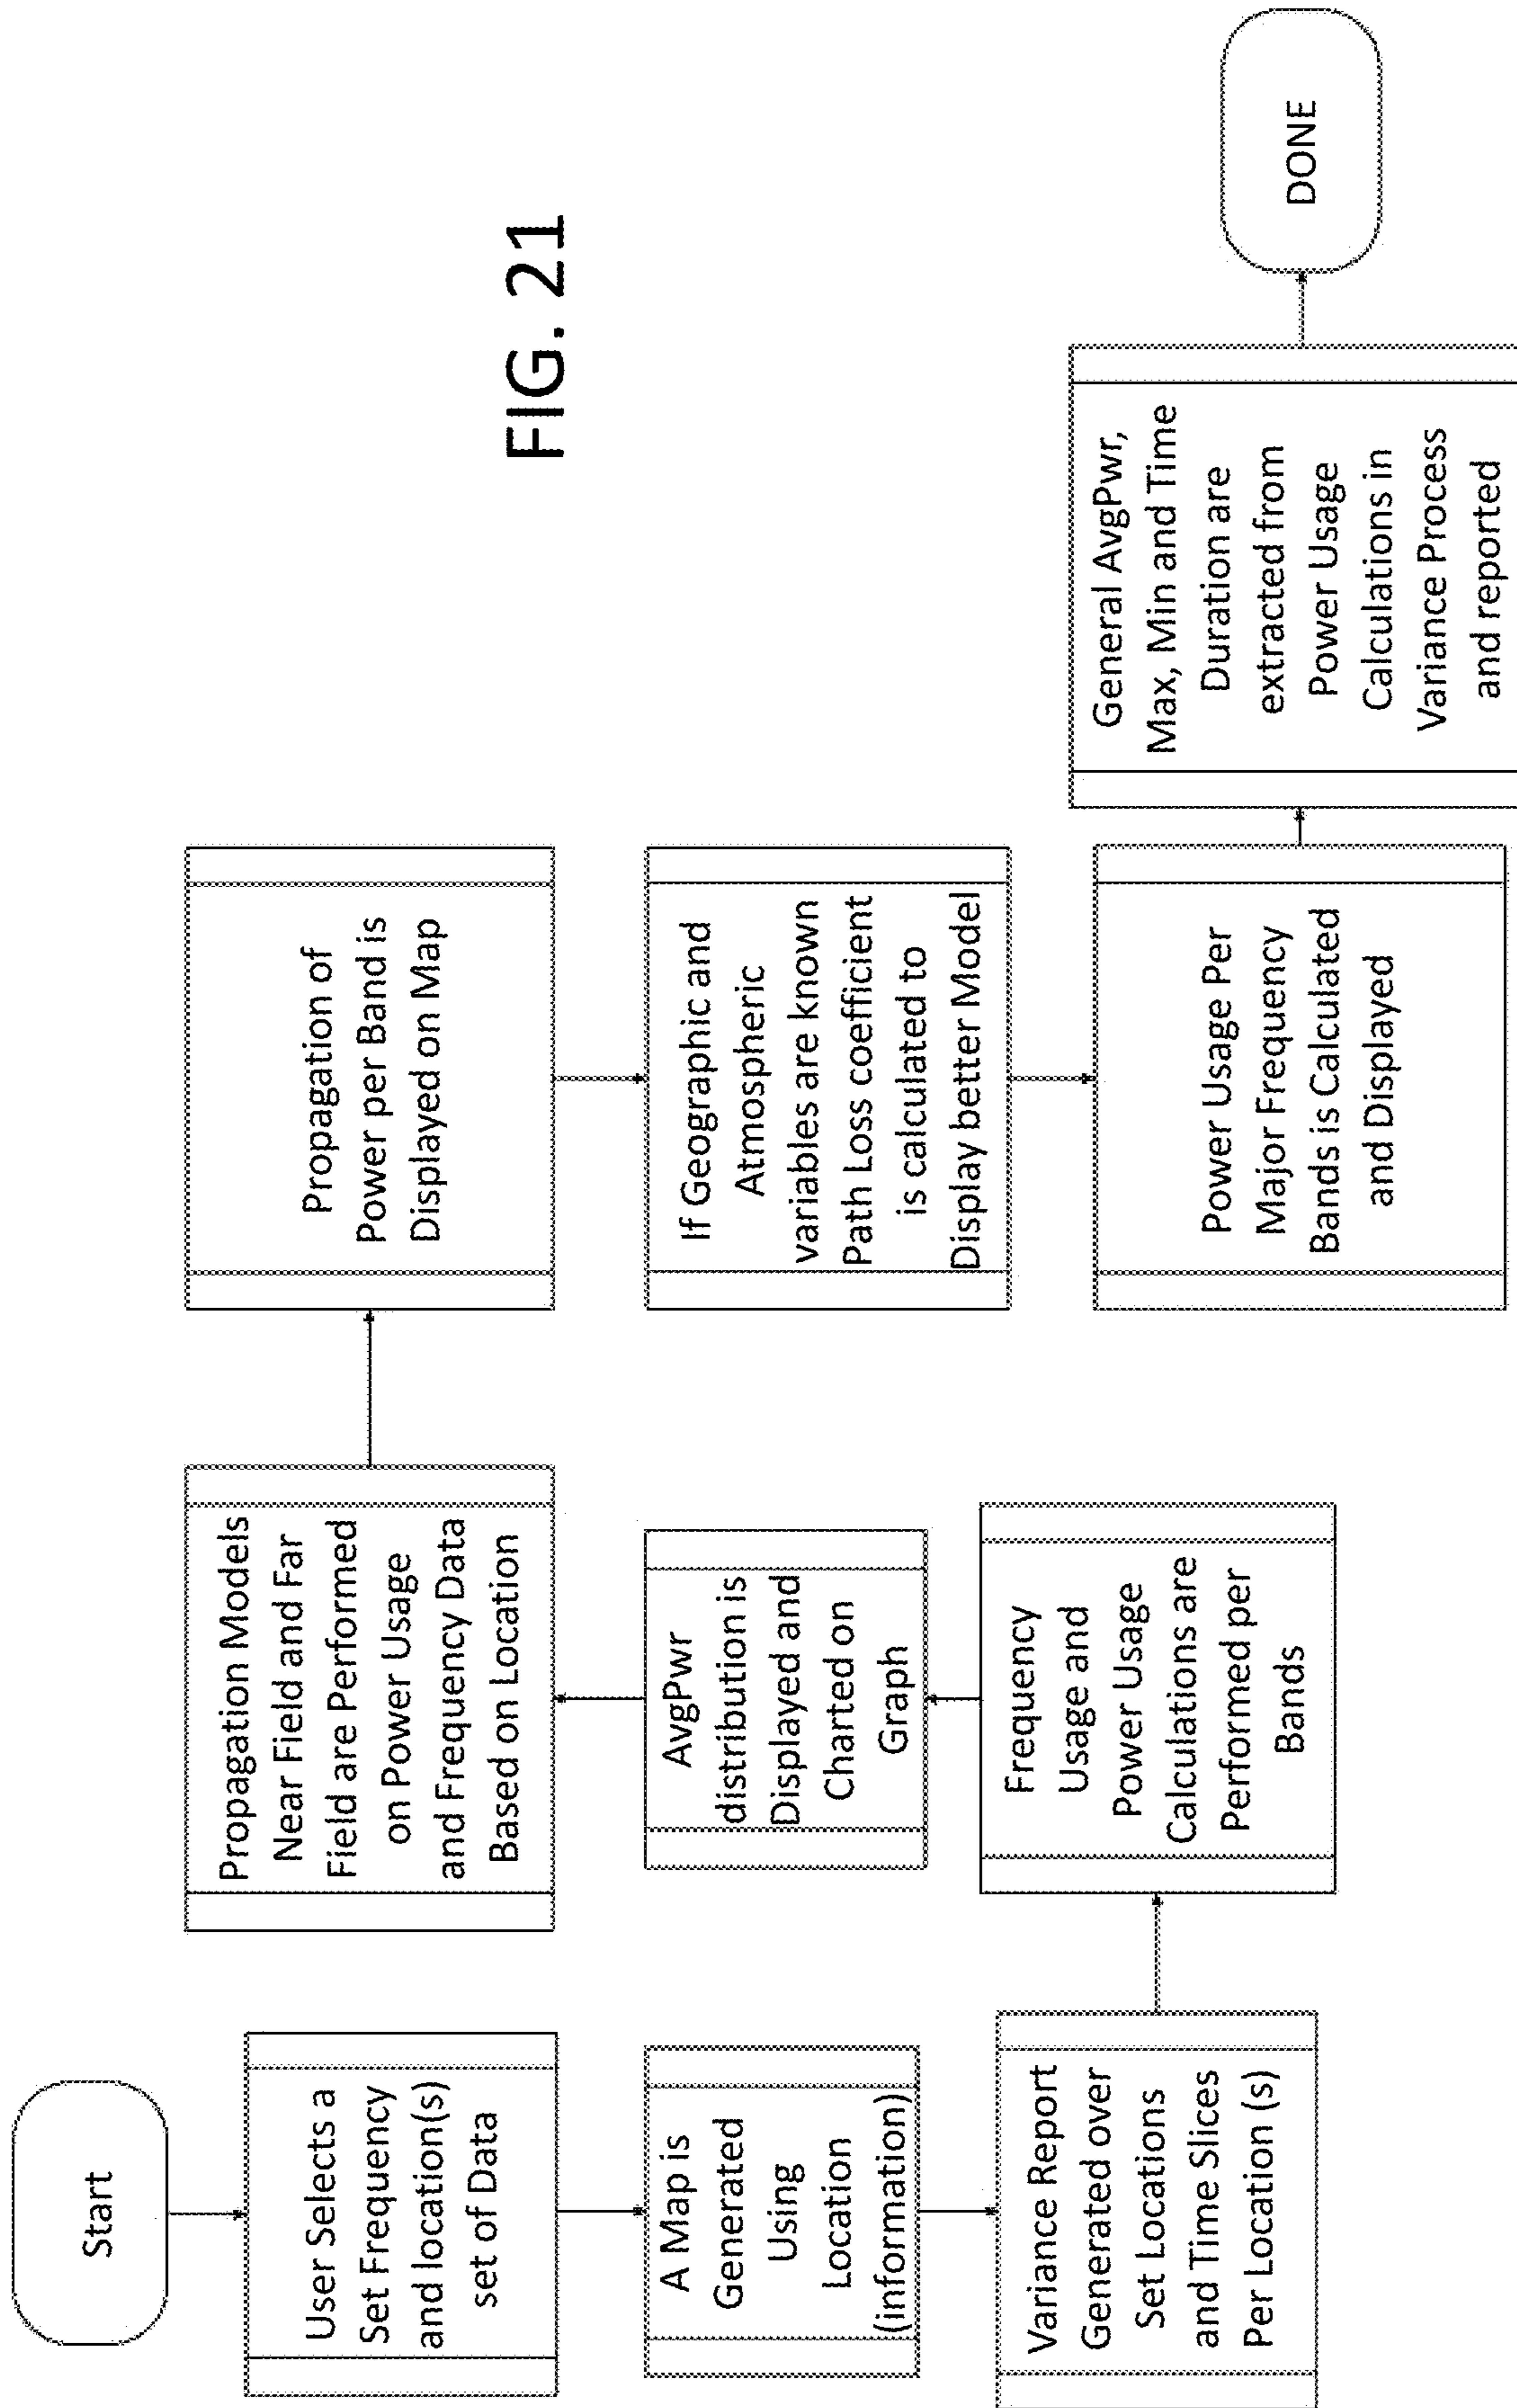 Start
User Selects a
Set Frequency
and location(s)
set of Data
A Map is
Generated
Using
Location
(information)
Variance Report
Generated over
Set Locations
and Time Slices
Per Location (s)
Frequency
Usage and
Power Usage
Calculations are
Performed per
Bands
AvgPwr
distribution is
Displayed and
Charted on
Graph
Propagation Models
Near Field and Far
Field are Performed
on Power Usage
and Frequency Data
Based on Location
Propagation of
Power per Band is
Displayed on Map
If Geographic and
Atmospheric
variables are known
Path Loss coefficient
is calculated to
Display better Model
Power Usage Per
Major Frequency
Bands is Calculated
and Displayed
General AvgPwr,
Max, Min and Time
Duration are
extracted from
Power Usage
Calculations in
Variance Process
and reported
DONE
FIG. 21